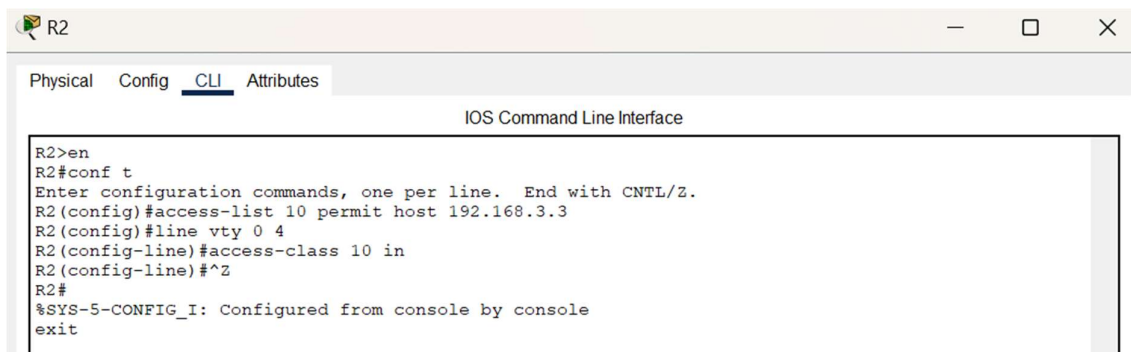 R2
Physical Config CLI Attributes
IOS Command Line Interface
R2>en
R2#conf t
Enter configuration commands, one per line.  End with CNTL/Z.
R2(config)#access-list 10 permit host 192.168.3.3
R2(config)#line vty 0 4
R2(config-line)#access-class 10 in
R2(config-line)#^Z
R2#
%SYS-5-CONFIG_I: Configured from console by console
exit